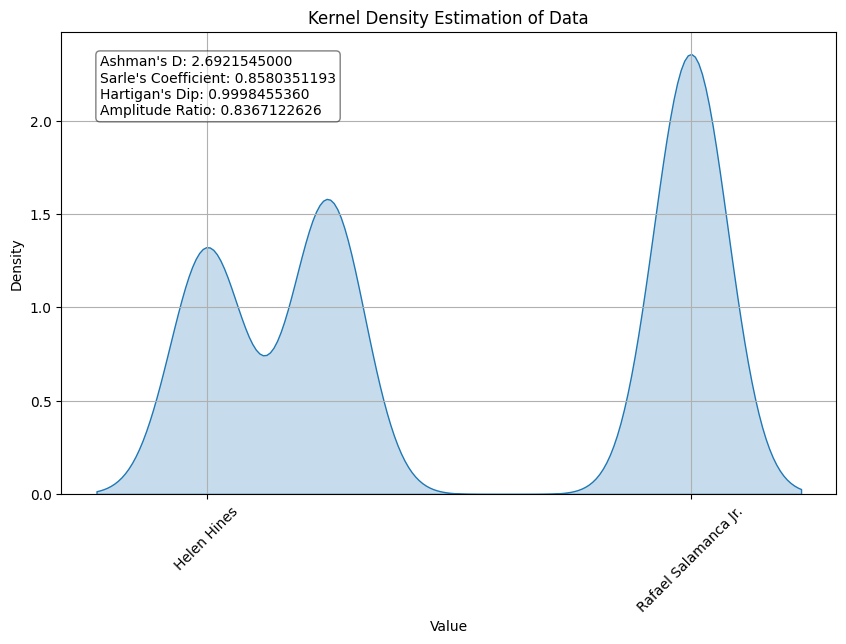 Kernel Density Estimation of Data
Ashman's D: 2.6921545000
Sarle's Coefficient: 0.8580351193
Hartigan's Dip: 0.9998455360
Amplitude Ratio: 0.8367122626
Density
2.0
1.5
1.0
0.5
0.0
Helen Hines
Rafael Salamanca Jr.
Value